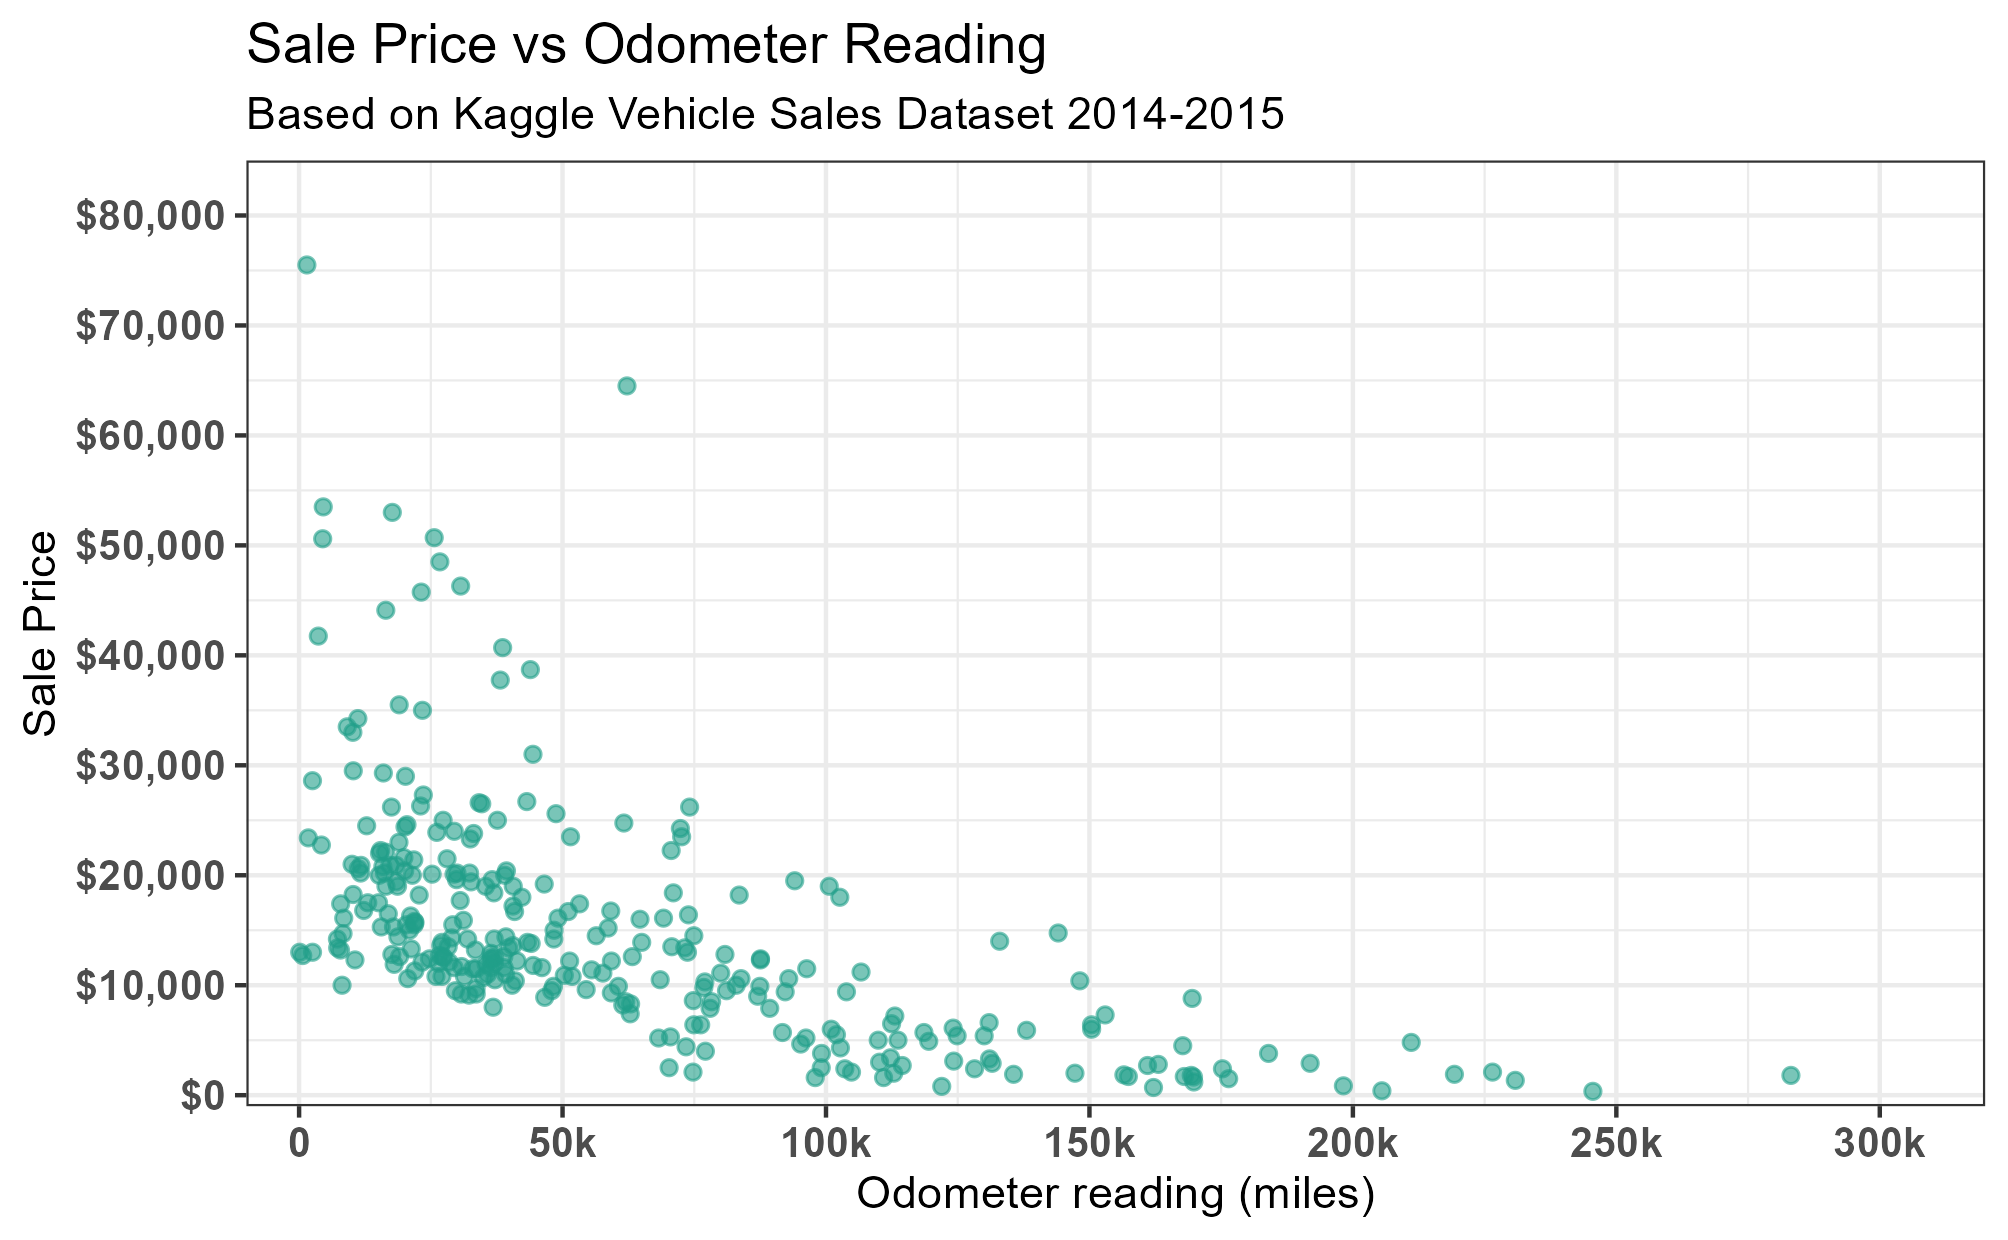 Sale Price vs Odometer Reading
Based on Kaggle Vehicle Sales Dataset 2014-2015
Sale Price
$80,000
$70,000
$60,000
$50,000
$40,000
$30,000
$20,000
$10,000
$0
0 50k 100k 150k 200k 250k 300k
Odometer reading (miles)